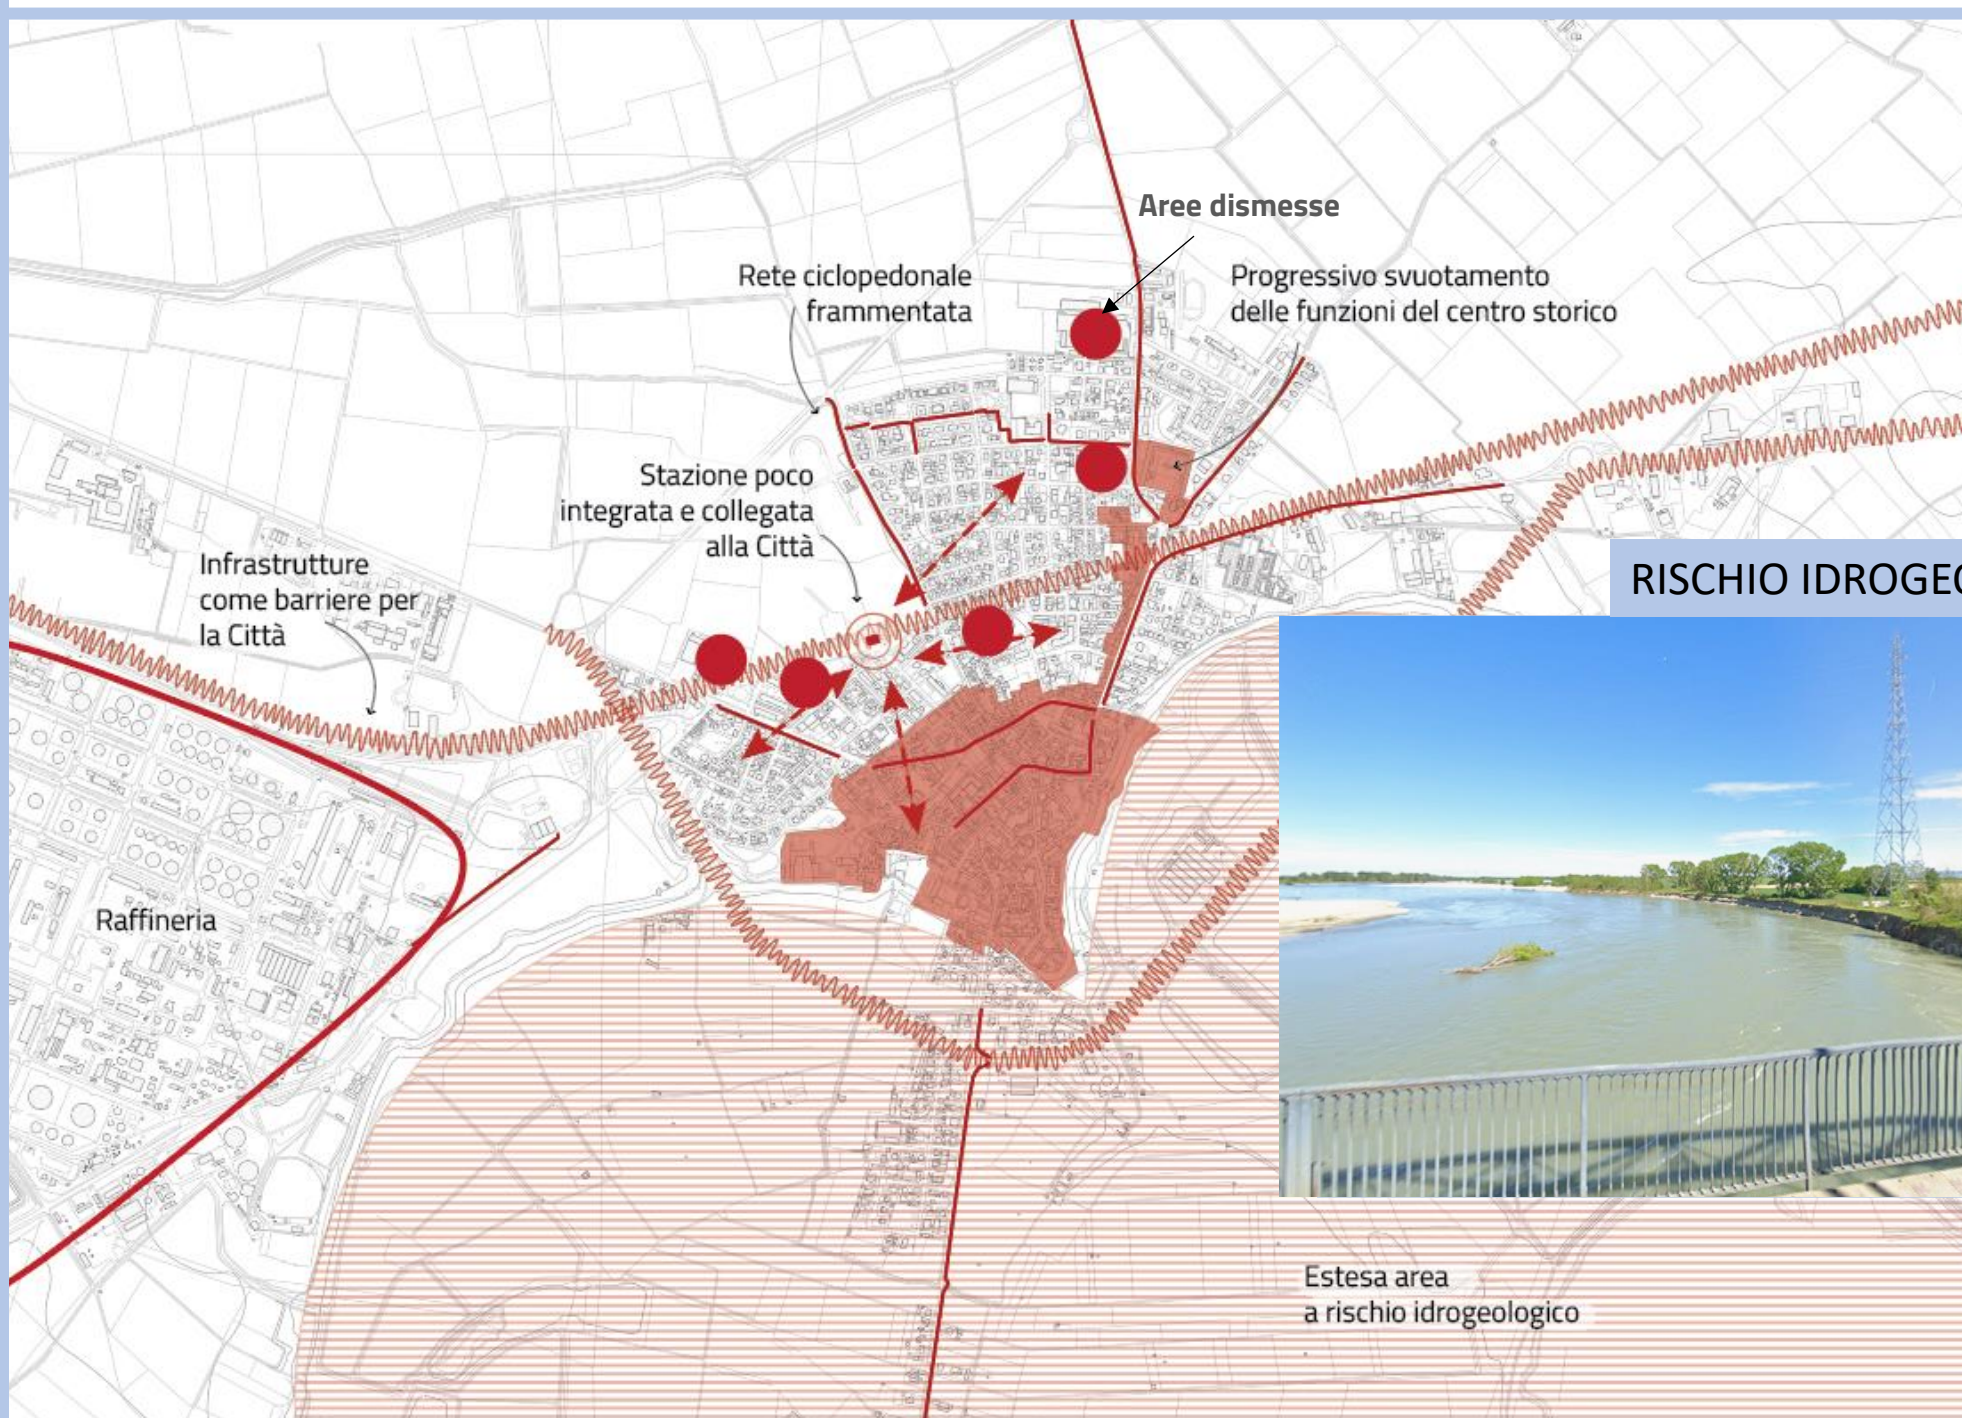 Aree dismesse
Rete ciclopedonale
frammentata
Progressivo svuotamento
delle funzioni del centro storico
Stazione poco
integrata e collegata
alla Città
Infrastrutture
come barriere per
la Città
RISCHIO IDROGEO
Raffineria
Estesa area
a rischio idrogeologico